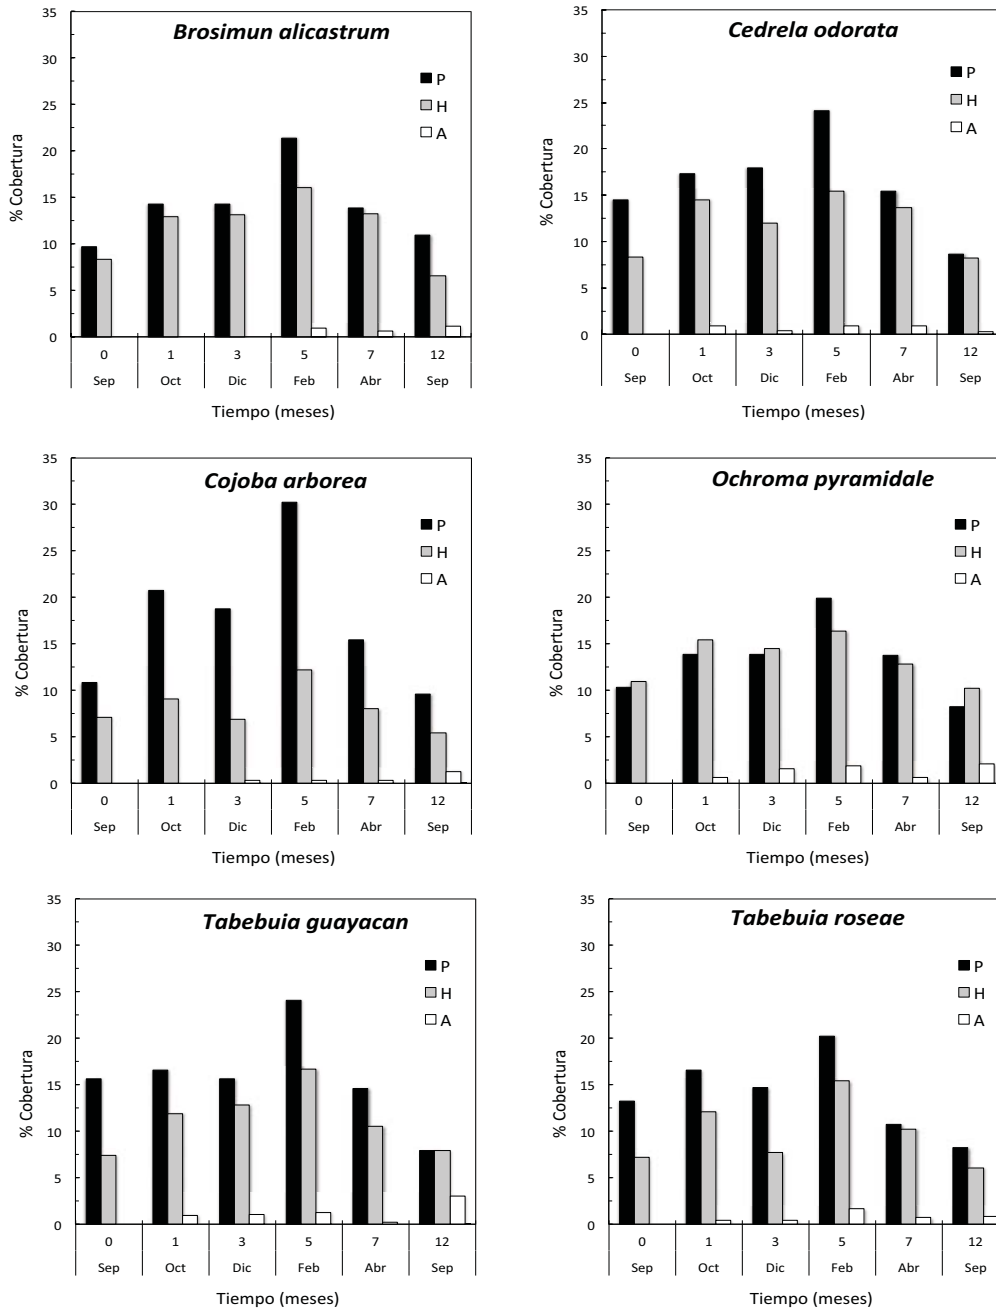 Brosimun alicastrum
% Cobertura
35
30
25
20
15
10
5
0
P
H
A
0 1 3 5 7 12
Sep Oct Dic Feb Abr Sep
Tiempo (meses)
Cedrela odorata
% Cobertura
35
30
25
20
15
10
5
0
P
H
A
0 1 3 5 7 12
Sep Oct Dic Feb Abr Sep
Tiempo (meses)
Cojoba arborea
% Cobertura
35
30
25
20
15
10
5
0
P
H
A
0 1 3 5 7 12
Sep Oct Dic Feb Abr Sep
Tiempo (meses)
Ochroma pyramidale
% Cobertura
35
30
25
20
15
10
5
0
P
H
A
0 1 3 5 7 12
Sep Oct Dic Feb Abr Sep
Tiempo (meses)
Tabebuia guayacan
% Cobertura
35
30
25
20
15
10
5
0
P
H
A
0 1 3 5 7 12
Sep Oct Dic Feb Abr Sep
Tiempo (meses)
Tabebuia roseae
% Cobertura
35
30
25
20
15
10
5
0
P
H
A
0 1 3 5 7 12
Sep Oct Dic Feb Abr Sep
Tiempo (meses)